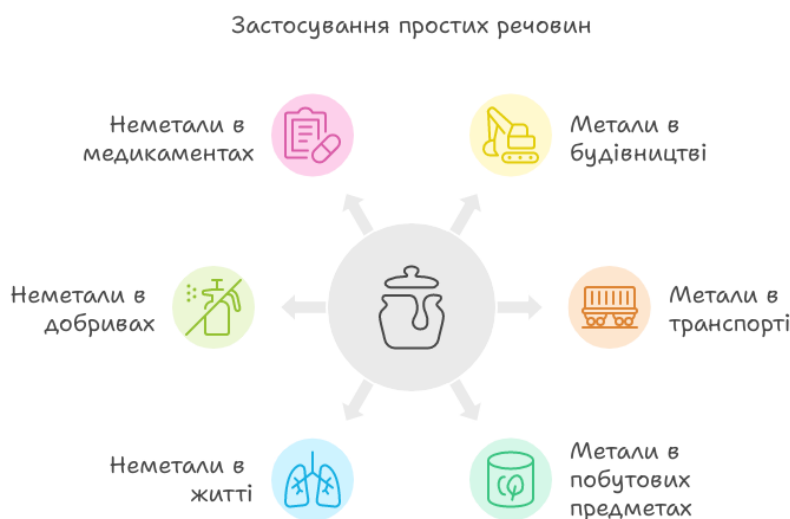 Застосування простих речовин
Неметали в
медикаментах
Метали в
будівництві
Неметали в
добривах
Метали в
транспорті
Неметали в
житті
Метали в
побутових
предметах